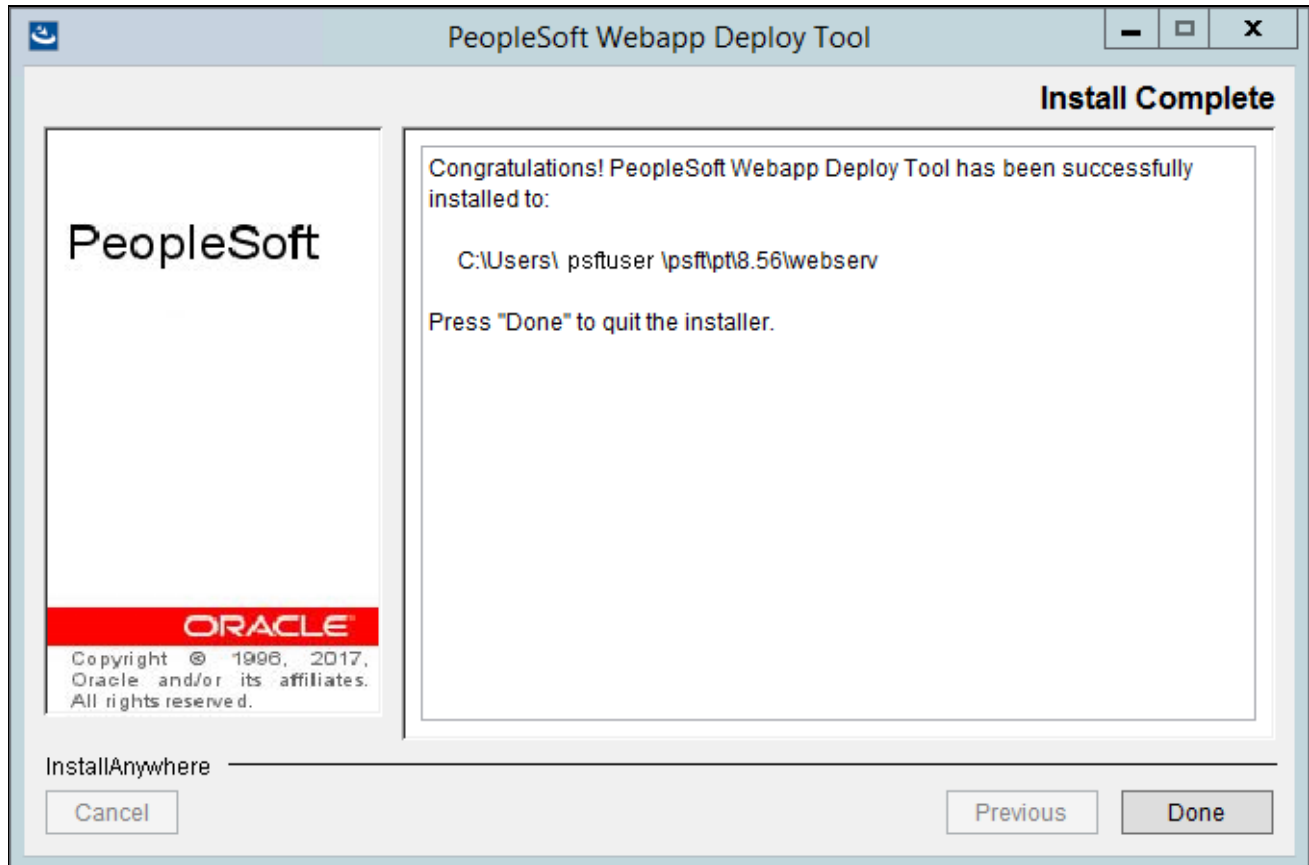 PeopleSoft Webapp Deploy Tool
Install Complete
PeopleSoft
ORACLE
Copyright © 1996, 2017,
Oracle and/or its affiliates.
All rights reserved.
Congratulations! PeopleSoft Webapp Deploy Tool has been successfully
installed to:
C:\Users\ psftuser \psft\pt\8.56\webserv
Press "Done" to quit the installer.
InstallAnywhere
Cancel
Previous
Done